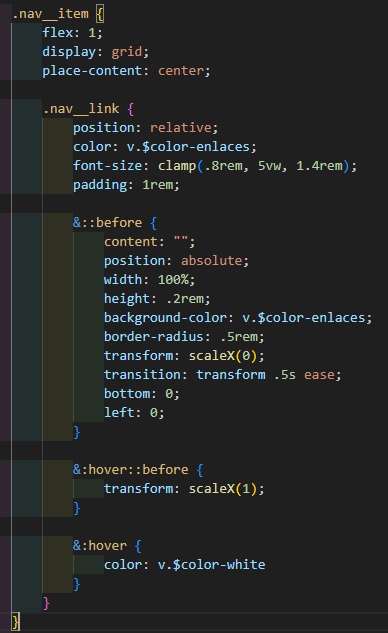 .nav__item {
flex: 1;
display: grid;
place-content: center;
.nav__link {
position: relative;
color: v.$color-enlaces;
font-size: clamp(.8rem, 5vw, 1.4rem);
padding: 1rem;
&::before {
content: "";
position: absolute;
width: 100%;
height: .2rem;
background-color: v.$color-enlaces;
border-radius: .5rem;
transform: scaleX(0);
transition: transform .5s ease;
bottom: 0;
left: 0;
}
&:hover::before {
transform: scaleX(1);
}
&:hover {
color: v.$color-white
}
}
}